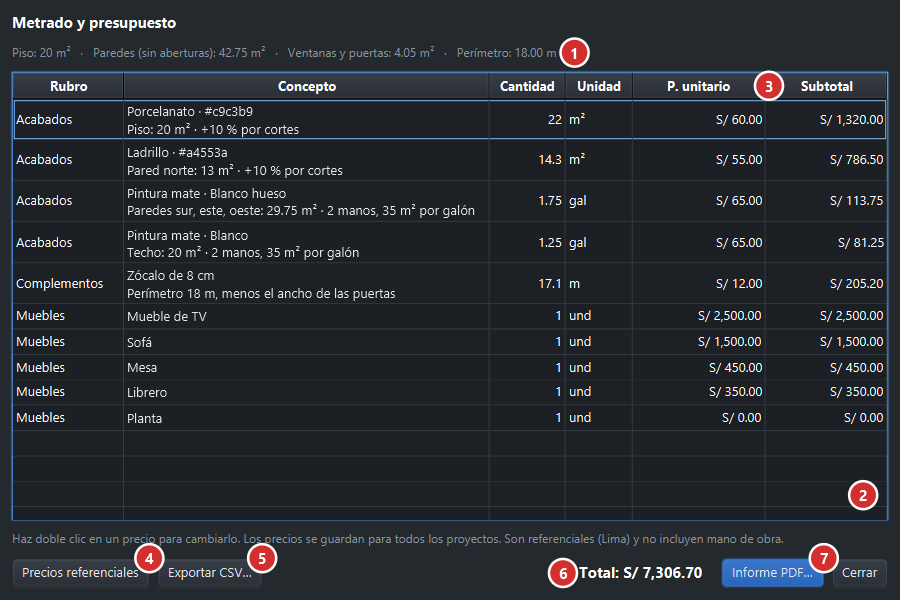 Metrado y presupuesto
Piso: 20 m² · Paredes (sin aberturas): 42.75 m² · Ventanas y puertas: 4.05 m² · Perímetro: 18.00 m 1
Rubro Concepto Cantidad Unidad P. unitario 3 Subtotal
Acabados Porcelanato · #c9c3b9 22 m² S/ 60.00 S/ 1,320.00
Piso: 20 m² · +10 % por cortes
Acabados Ladrillo · #a4553a 14.3 m² S/ 55.00 S/ 786.50
Pared norte: 13 m² · +10 % por cortes
Acabados Pintura mate · Blanco hueso 1.75 gal S/ 65.00 S/ 113.75
Paredes sur, este, oeste: 29.75 m² · 2 manos, 35 m² por galón
Acabados Pintura mate · Blanco 1.25 gal S/ 65.00 S/ 81.25
Techo: 20 m² · 2 manos, 35 m² por galón
Complementos Zócalo de 8 cm 17.1 m S/ 12.00 S/ 205.20
Perímetro 18 m, menos el ancho de las puertas
Muebles Mueble de TV 1 und S/ 2,500.00 S/ 2,500.00
Muebles Sofá 1 und S/ 1,500.00 S/ 1,500.00
Muebles Mesa 1 und S/ 450.00 S/ 450.00
Muebles Librero 1 und S/ 350.00 S/ 350.00
Muebles Planta 1 und S/ 0.00 S/ 0.00
2
Haz doble clic en un precio para cambiarlo. Los precios se guardan para todos los proyectos. Son referenciales (Lima) y no incluyen mano de obra.
Precios referenciales 4 Exportar CSV... 5 6 Total: S/ 7,306.70 Informe PDF... 7 Cerrar